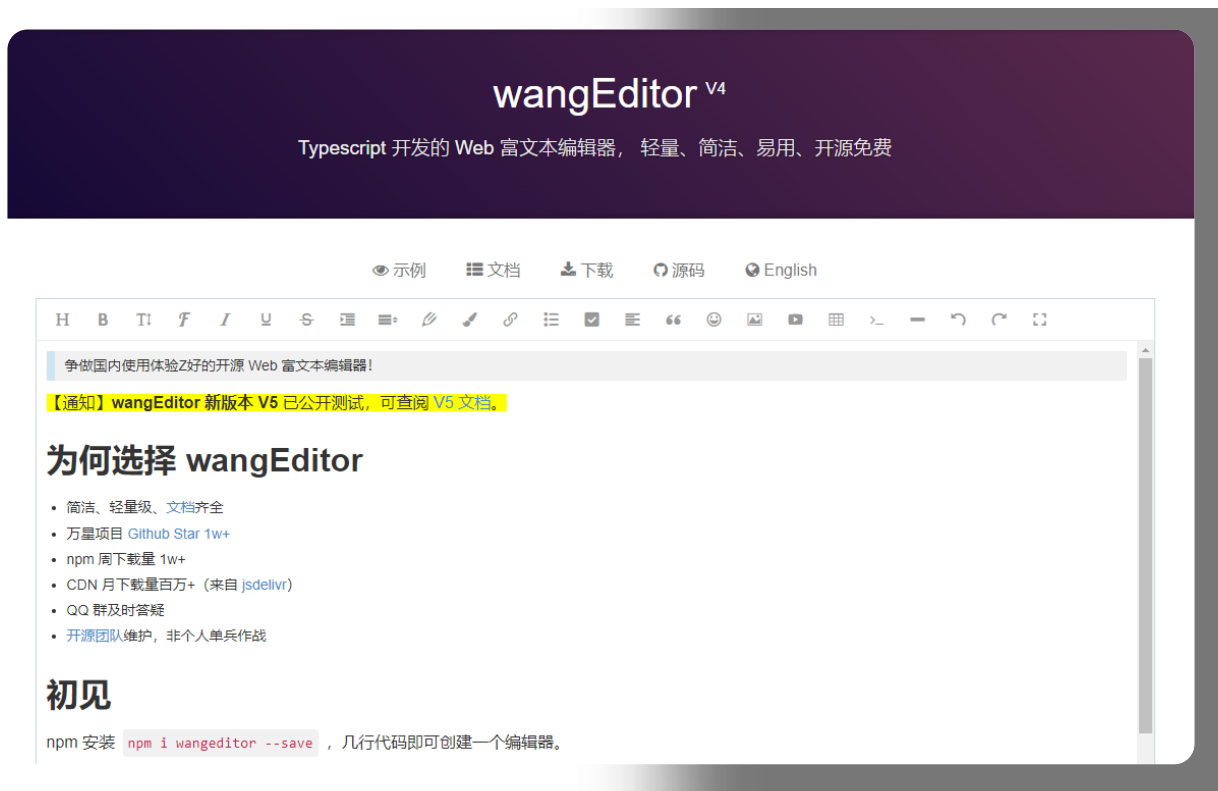 wangEditor V4
Typescript 开发的 Web 富文本编辑器， 轻量、简洁、易用、开源免费
示例 文档 下载 源码 English
争做国内使用体验Z好的开源 Web 富文本编辑器！
【通知】wangEditor 新版本 V5 已公开测试，可查阅 V5 文档。
为何选择 wangEditor
• 简洁、轻量级、文档齐全
• 万星项目 Github Star 1w+
• npm 周下载量 1w+
• CDN 月下载量百万+（来自 jsdelivr）
• QQ 群及时答疑
• 开源团队维护，非个人单兵作战
初见
npm 安装 npm i wangeditor --save ，几行代码即可创建一个编辑器。